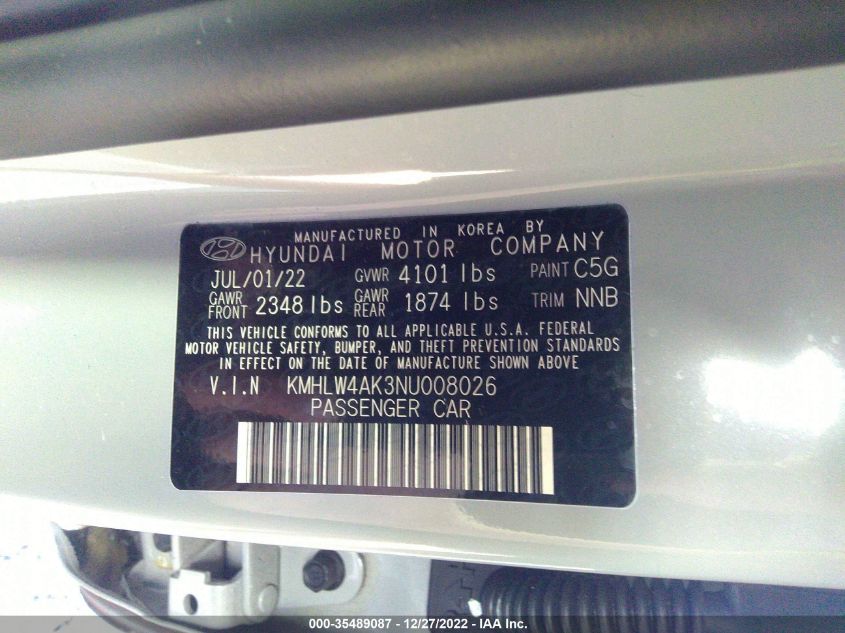 MANUFACTURED IN KOREA BY
HYUNDAI MOTOR COMPANY
JUL/01/22 GVWR 4101 lbs PAINT C5G
GAWR FRONT 2348 lbs GAWR REAR 1874 lbs TRIM NNB
THIS VEHICLE CONFORMS TO ALL APPLICABLE U.S.A. FEDERAL
MOTOR VEHICLE SAFETY, BUMPER, AND THEFT PREVENTION STANDARDS
IN EFFECT ON THE DATE OF MANUFACTURE SHOWN ABOVE
V.I.N KMHLW4AK3NU008026
PASSENGER CAR
000-35489087 - 12/27/2022 - IAA Inc.